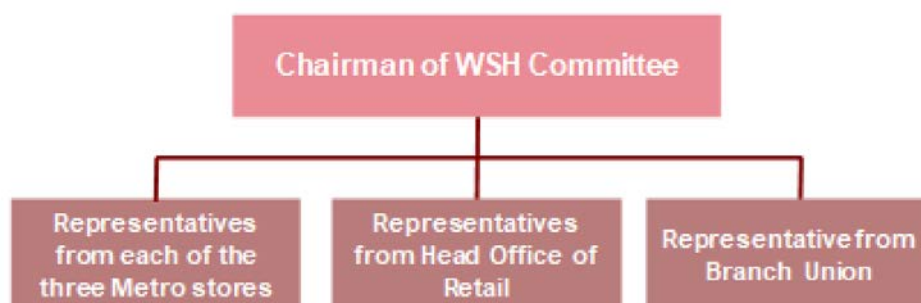 Chairman of WSH Committee
Representatives
from each of the
three Metro stores
Representatives
from Head Office of
Retail
Representative from
Branch Union